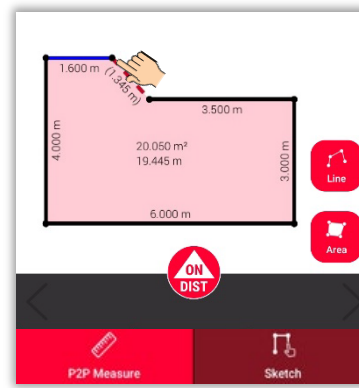 1.600 m
(1.345 m)
3.500 m
4.000 m
20.050 m²
19.445 m
3.000 m
Line
6.000 m
Area
ON
DIST
P2P Measure
Sketch